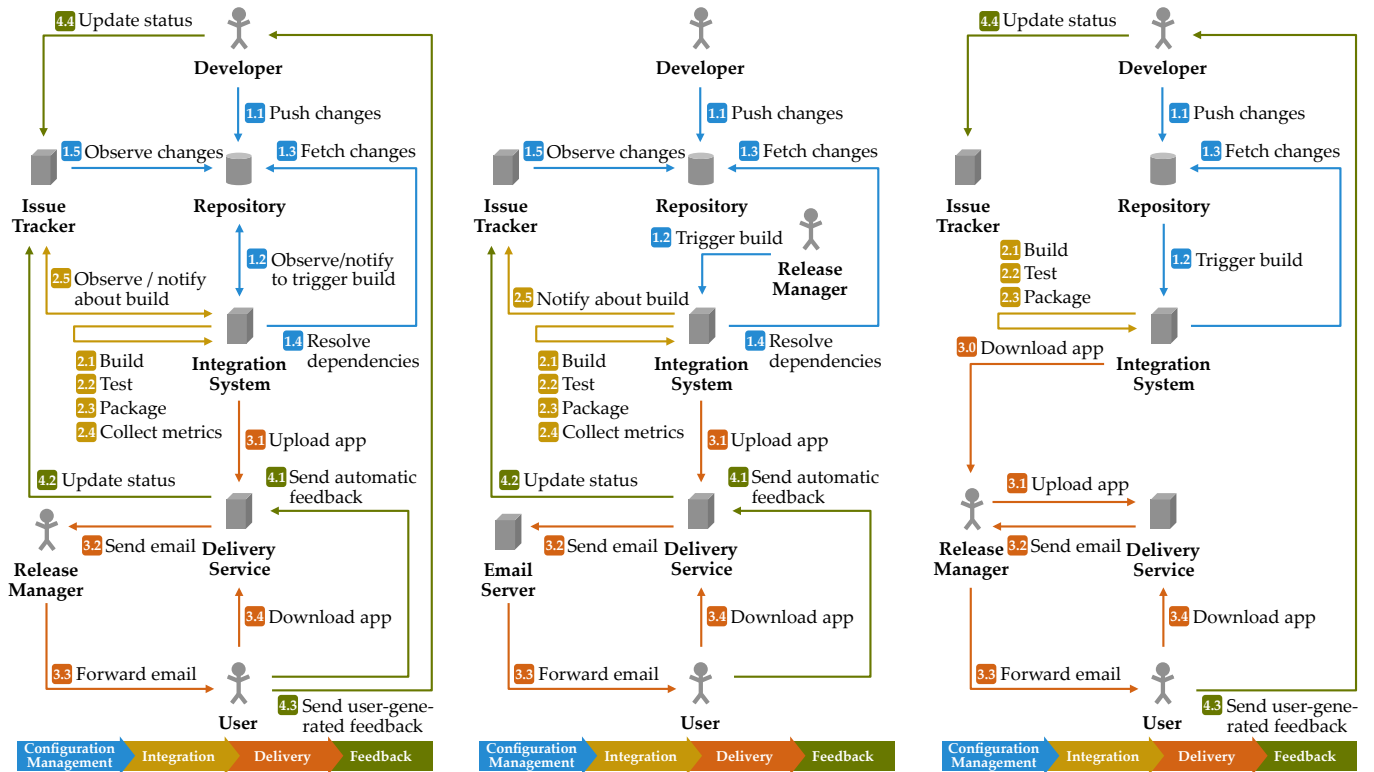 4.4 Update status
Developer
1.1 Push changes
1.5 Observe changes
1.3 Fetch changes
Issue
Tracker
Repository
1.2 Observe/notify
to trigger build
2.5 Observe / notify
about build
1.4 Resolve
dependencies
2.1 Build
2.2 Test
2.3 Package
2.4 Collect metrics
Integration
System
3.1 Upload app
4.2 Update status
4.1 Send automatic
feedback
3.2 Send email
Release
Manager
Delivery
Service
3.4 Download app
3.3 Forward email
User
4.3 Send user-gene-
rated feedback
Configuration
Management
Integration
Delivery
Feedback
Developer
1.1 Push changes
1.5 Observe changes
1.3 Fetch changes
Issue
Tracker
Repository
1.2 Trigger build
Release
Manager
2.5 Notify about build
1.4 Resolve
dependencies
2.1 Build
2.2 Test
2.3 Package
2.4 Collect metrics
Integration
System
3.1 Upload app
4.2 Update status
4.1 Send automatic
feedback
3.2 Send email
Email
Server
Delivery
Service
3.4 Download app
3.3 Forward email
User
Configuration
Management
Integration
Delivery
Feedback
4.4 Update status
Developer
1.1 Push changes
1.3 Fetch changes
Issue
Tracker
Repository
2.1 Build
2.2 Test
2.3 Package
1.2 Trigger build
3.0 Download app
Integration
System
3.1 Upload app
3.2 Send email
Release
Manager
Delivery
Service
3.4 Download app
3.3 Forward email
User
4.3 Send user-gene-
rated feedback
Configuration
Management
Integration
Delivery
Feedback